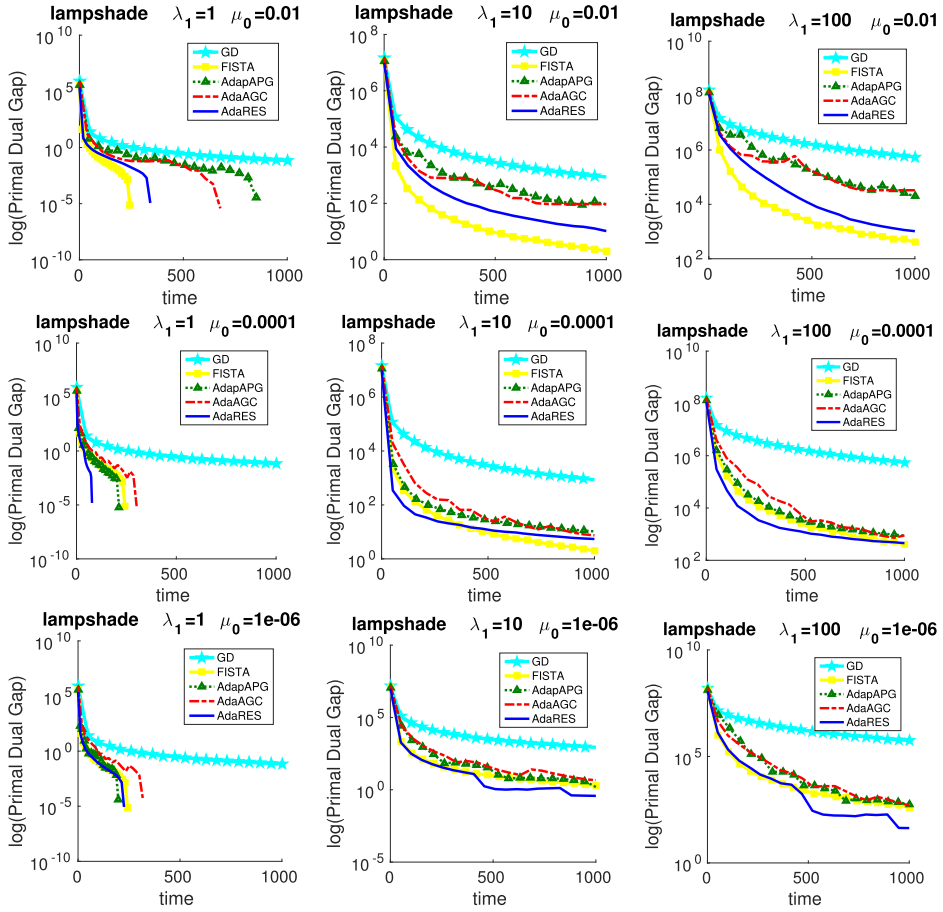 lampshade λ1=1 μ0=0.01
log(Primal Dual Gap)
10^10
10^5
10^0
10^-5
10^-10
GD
FISTA
AdapAPG
AdaAGC
AdaRES
0 500 1000
time
lampshade λ1=10 μ0=0.01
log(Primal Dual Gap)
10^8
10^6
10^4
10^2
10^0
GD
FISTA
AdapAPG
AdaAGC
AdaRES
0 500 1000
time
lampshade λ1=100 μ0=0.01
log(Primal Dual Gap)
10^10
10^8
10^6
10^4
10^2
GD
FISTA
AdapAPG
AdaAGC
AdaRES
0 500 1000
time
lampshade λ1=1 μ0=0.0001
log(Primal Dual Gap)
10^10
10^5
10^0
10^-5
10^-10
GD
FISTA
AdapAPG
AdaAGC
AdaRES
0 500 1000
time
lampshade λ1=10 μ0=0.0001
log(Primal Dual Gap)
10^8
10^6
10^4
10^2
10^0
GD
FISTA
AdapAPG
AdaAGC
AdaRES
0 500 1000
time
lampshade λ1=100 μ0=0.0001
log(Primal Dual Gap)
10^10
10^8
10^6
10^4
10^2
GD
FISTA
AdapAPG
AdaAGC
AdaRES
0 500 1000
time
lampshade λ1=1 μ0=1e-06
log(Primal Dual Gap)
10^10
10^5
10^0
10^-5
10^-10
GD
FISTA
AdapAPG
AdaAGC
AdaRES
0 500 1000
time
lampshade λ1=10 μ0=1e-06
log(Primal Dual Gap)
10^10
10^5
10^0
10^-5
GD
FISTA
AdapAPG
AdaAGC
AdaRES
0 500 1000
time
lampshade λ1=100 μ0=1e-06
log(Primal Dual Gap)
10^10
10^5
10^0
GD
FISTA
AdapAPG
AdaAGC
AdaRES
0 500 1000
time